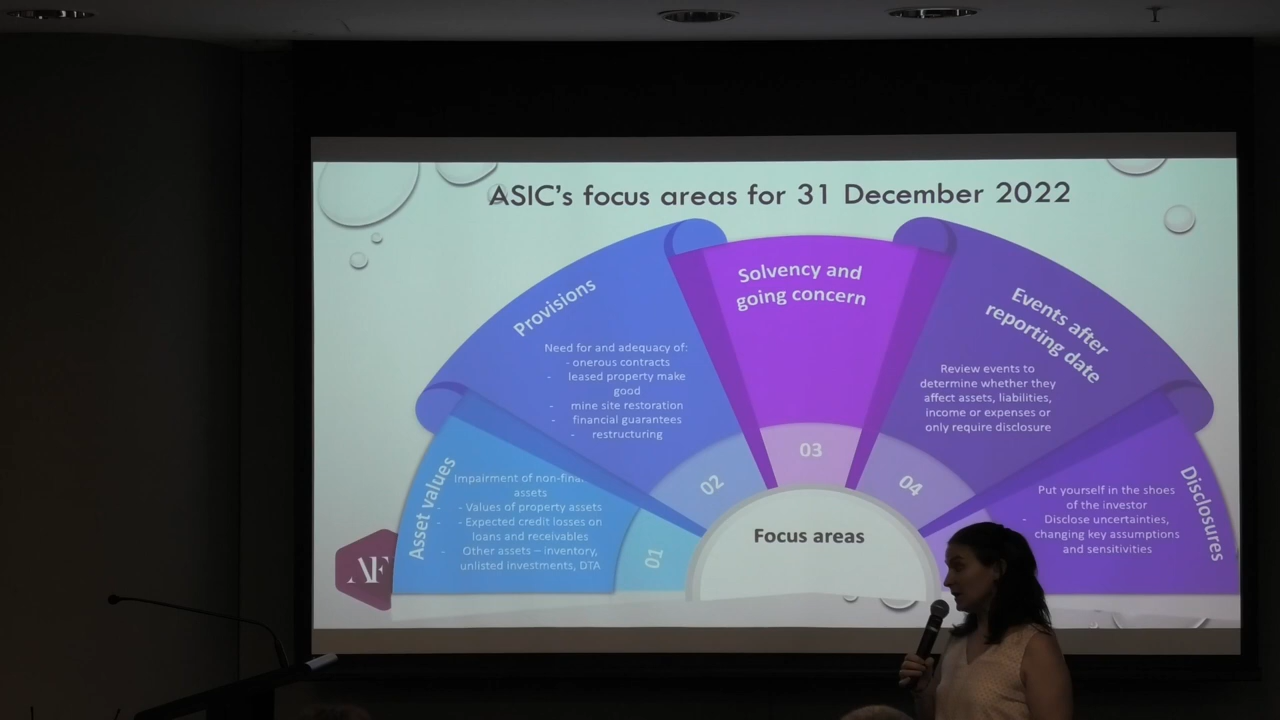 ASIC's focus areas for 31 December 2022
Asset values
Impairment of
assets
- Values of property assets
- - Expected credit losses on
loans and receivables
- Other assets – inventory,
unlisted investments, DTA
01
Provisions
Need for and adequacy of:
- onerous contracts
- leased property make
good
- mine site restoration
- financial guarantees
- restructuring
02
Solvency and
going concern
03
Events after
reporting date
Review events to
determine whether they
affect assets, liabilities,
income or expenses or
only require disclosure
04
Disclosures
Put yourself in the shoes
of the investor
- Disclose uncertainties,
changing key assumptions
and sensitivities
Focus areas
AF